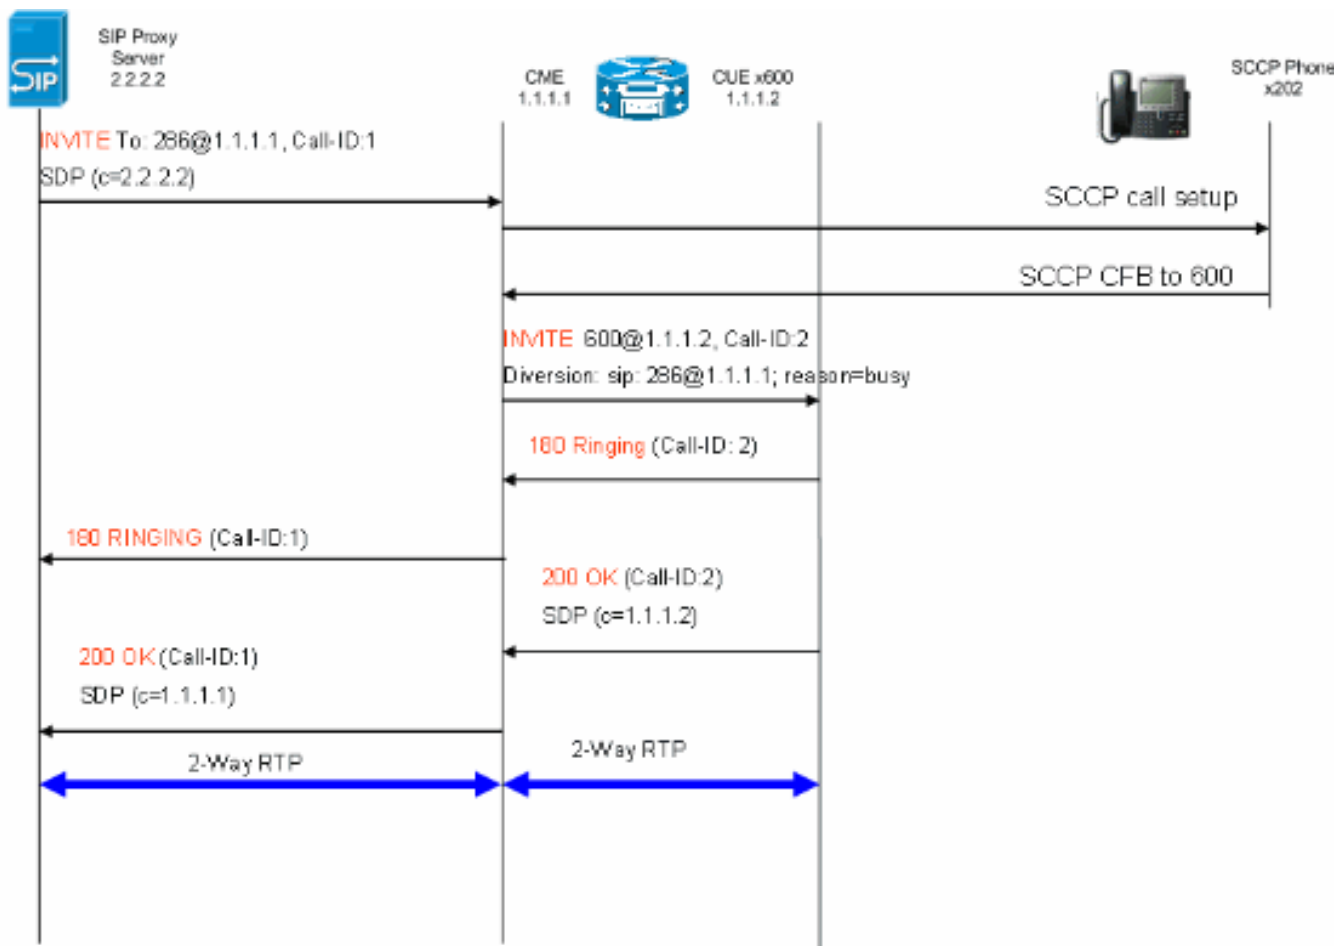 SIP
SIP Proxy
Server
2.2.2.2
CME
1.1.1.1
CUE x600
1.1.1.2
SCCP Phone
x202
INVITE To: 286@1.1.1.1, Call-ID:1
SDP (c=2.2.2.2)
SCCP call setup
SCCP CFB to 600
INVITE 600@1.1.1.2, Call-ID:2
Diversion: sip: 286@1.1.1.1; reason=busy
180 Ringing (Call-ID: 2)
180 RINGING (Call-ID:1)
200 OK (Call-ID:2)
SDP (c=1.1.1.2)
200 OK (Call-ID:1)
SDP (c=1.1.1.1)
2-Way RTP
2-Way RTP